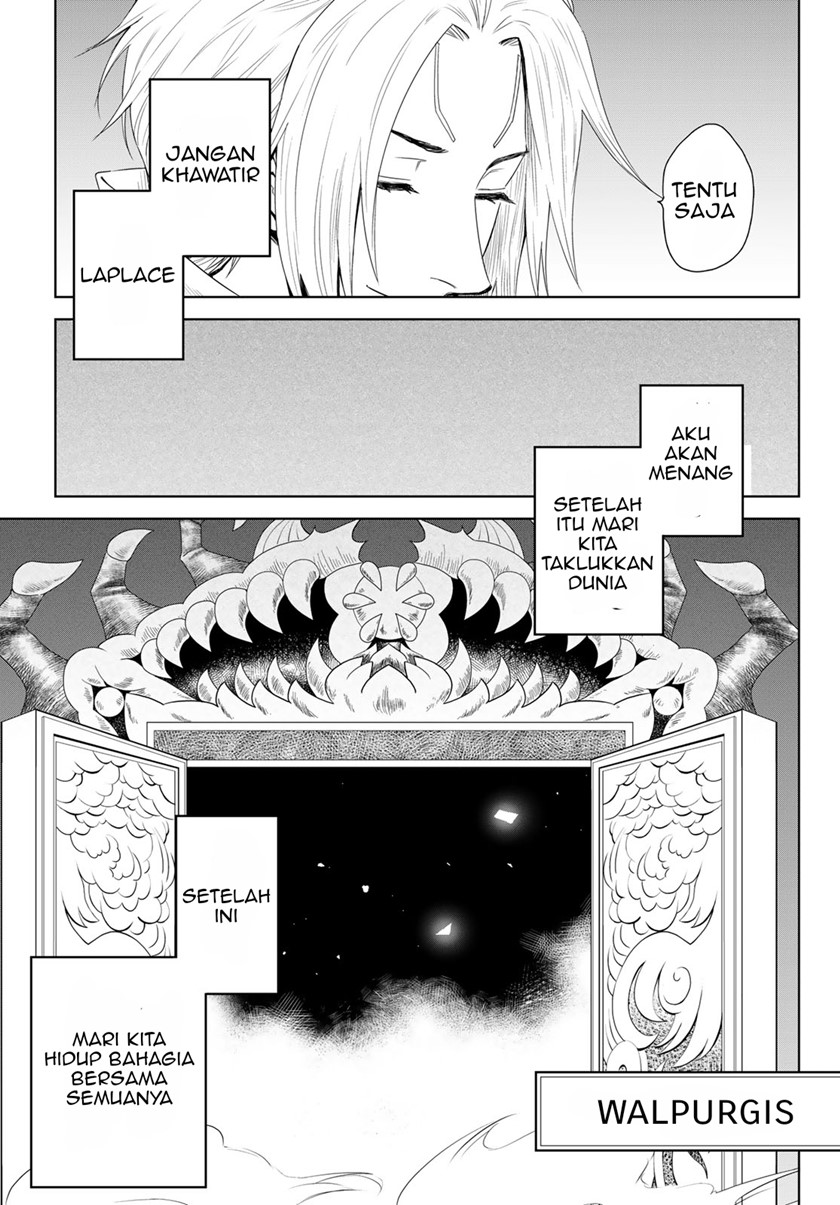 TENTU
SAJA
JANGAN
KHAWATIR
LAPLACE
AKU
AKAN
MENANG
SETELAH
ITU MARI
KITA
TAKLUKKAN
DUNIA
SETELAH
INI
MARI KITA
HIDUP BAHAGIA
BERSAMA
SEMUANYA
WALPURGIS